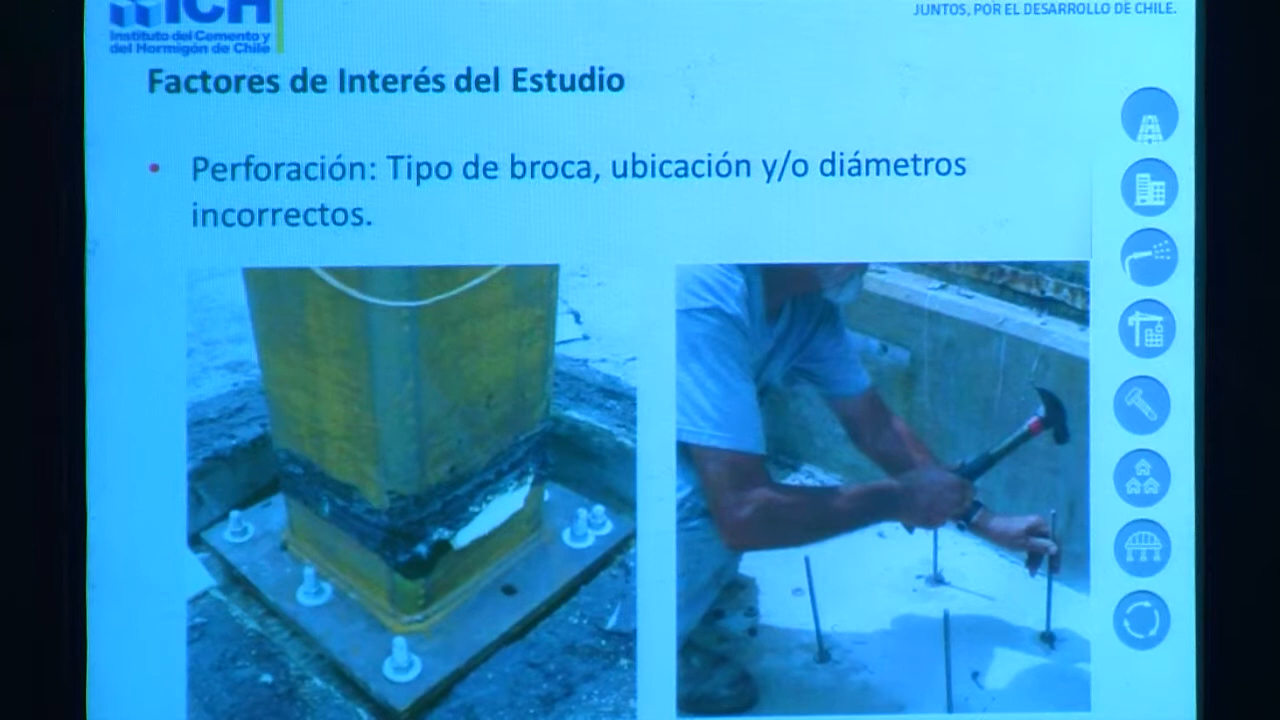 ICH
Instituto del Cemento y
del Hormigón de Chile
JUNTOS, POR EL DESARROLLO DE CHILE.
Factores de Interés del Estudio
• Perforación: Tipo de broca, ubicación y/o diámetros
incorrectos.